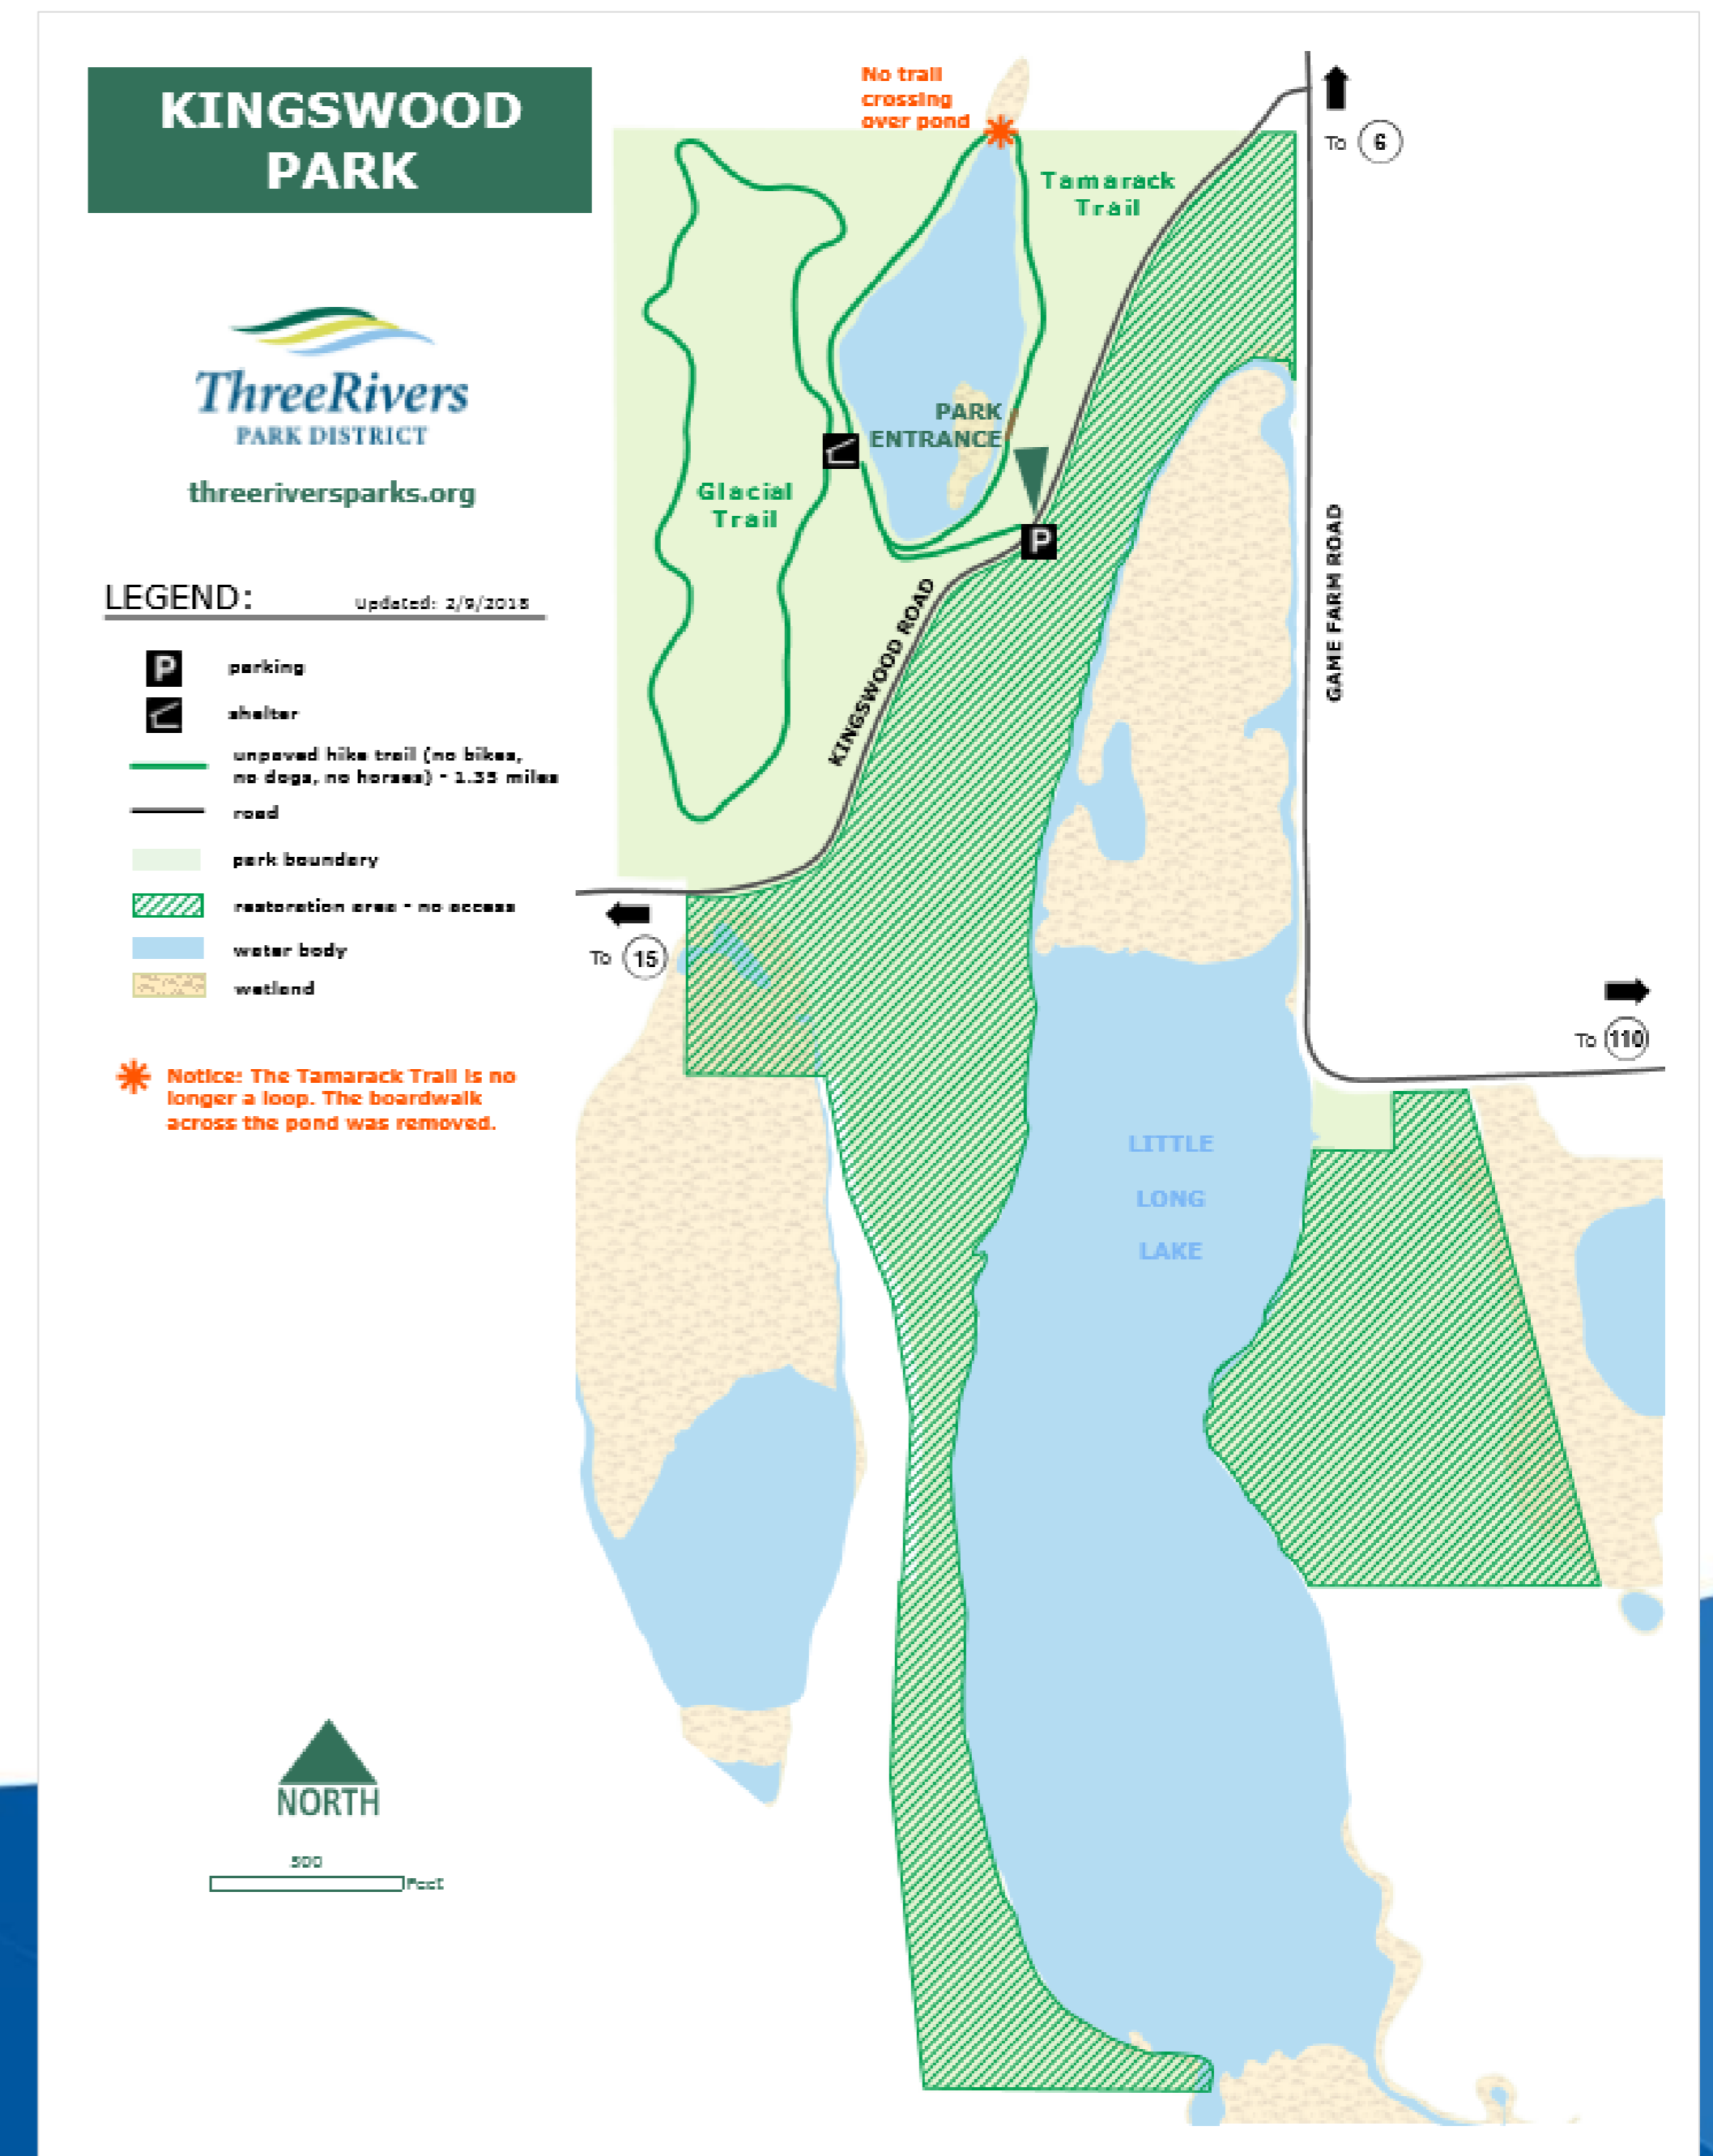 KINGSWOOD
PARK
ThreeRivers
PARK DISTRICT
threeriversparks.org
LEGEND:
Updated: 2/9/2018
P
parking
shelter
unpaved hike trail (no bikes,
no dogs, no horses) - 1.35 miles
road
park boundary
restoration area - no access
water body
wetland
Notice: The Tamarack Trail is no
longer a loop. The boardwalk
across the pond was removed.
NORTH
500
Feet
No trail
crossing
over pond
To 6
Tamarack
Trail
PARK
ENTRANCE
Glacial
Trail
P
KINGSWOOD ROAD
GAME FARM ROAD
To 15
To 110
LITTLE
LONG
LAKE